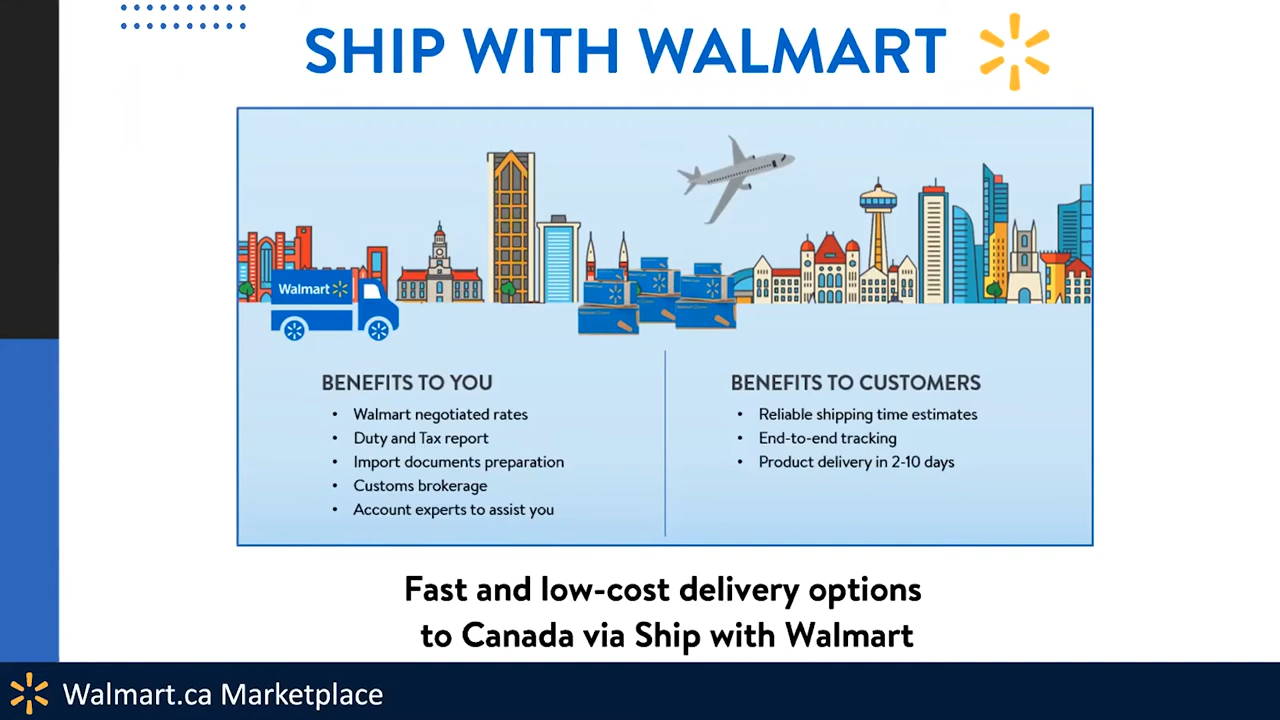 SHIP WITH WALMART
Walmart
BENEFITS TO YOU
• Walmart negotiated rates
• Duty and Tax report
• Import documents preparation
• Customs brokerage
• Account experts to assist you
BENEFITS TO CUSTOMERS
• Reliable shipping time estimates
• End-to-end tracking
• Product delivery in 2-10 days
Fast and low-cost delivery options
to Canada via Ship with Walmart
Walmart.ca Marketplace